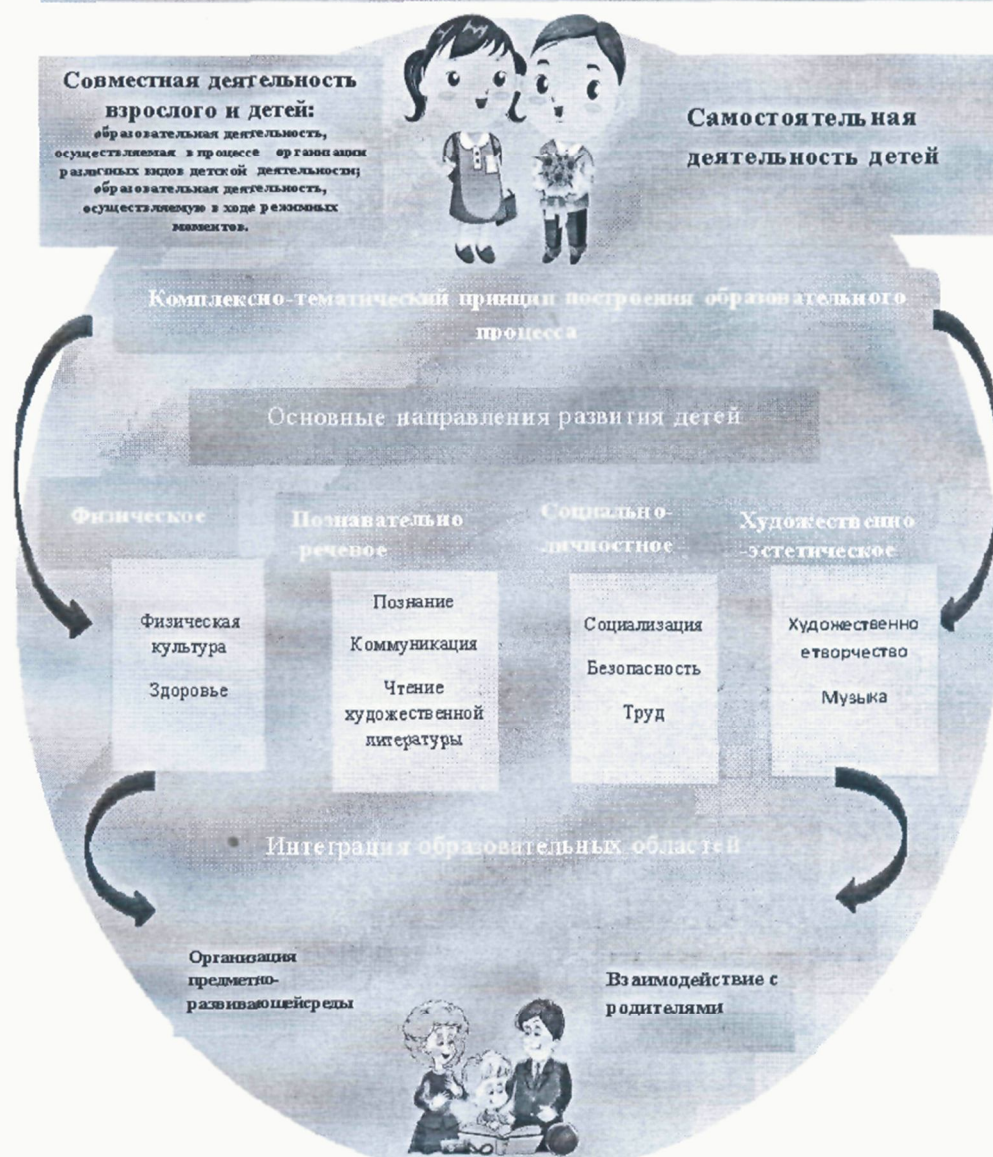 Совместная деятельность
взрослого и детей:
образовательная деятельность,
осуществляемая в процессе организации
различных видов детской деятельности;
образовательная деятельность,
осуществляемую в ходе режимных
моментов.
Самостоятельная
деятельность детей
Комплексно-тематический принцип построения образовательного
процесса
Основные направления развития детей
Физическое
Познавательно
-речевое
Социально-
личностное
Художественно
-эстетическое
Физическая
культура
Здоровье
Познание
Коммуникация
Чтение
художественной
литературы
Социализация
Безопасность
Труд
Художественно
етворчество
Музыка
Интеграция образовательных областей
Организация
предметно-
развивающейсреды
Взаимодействие с
родителями